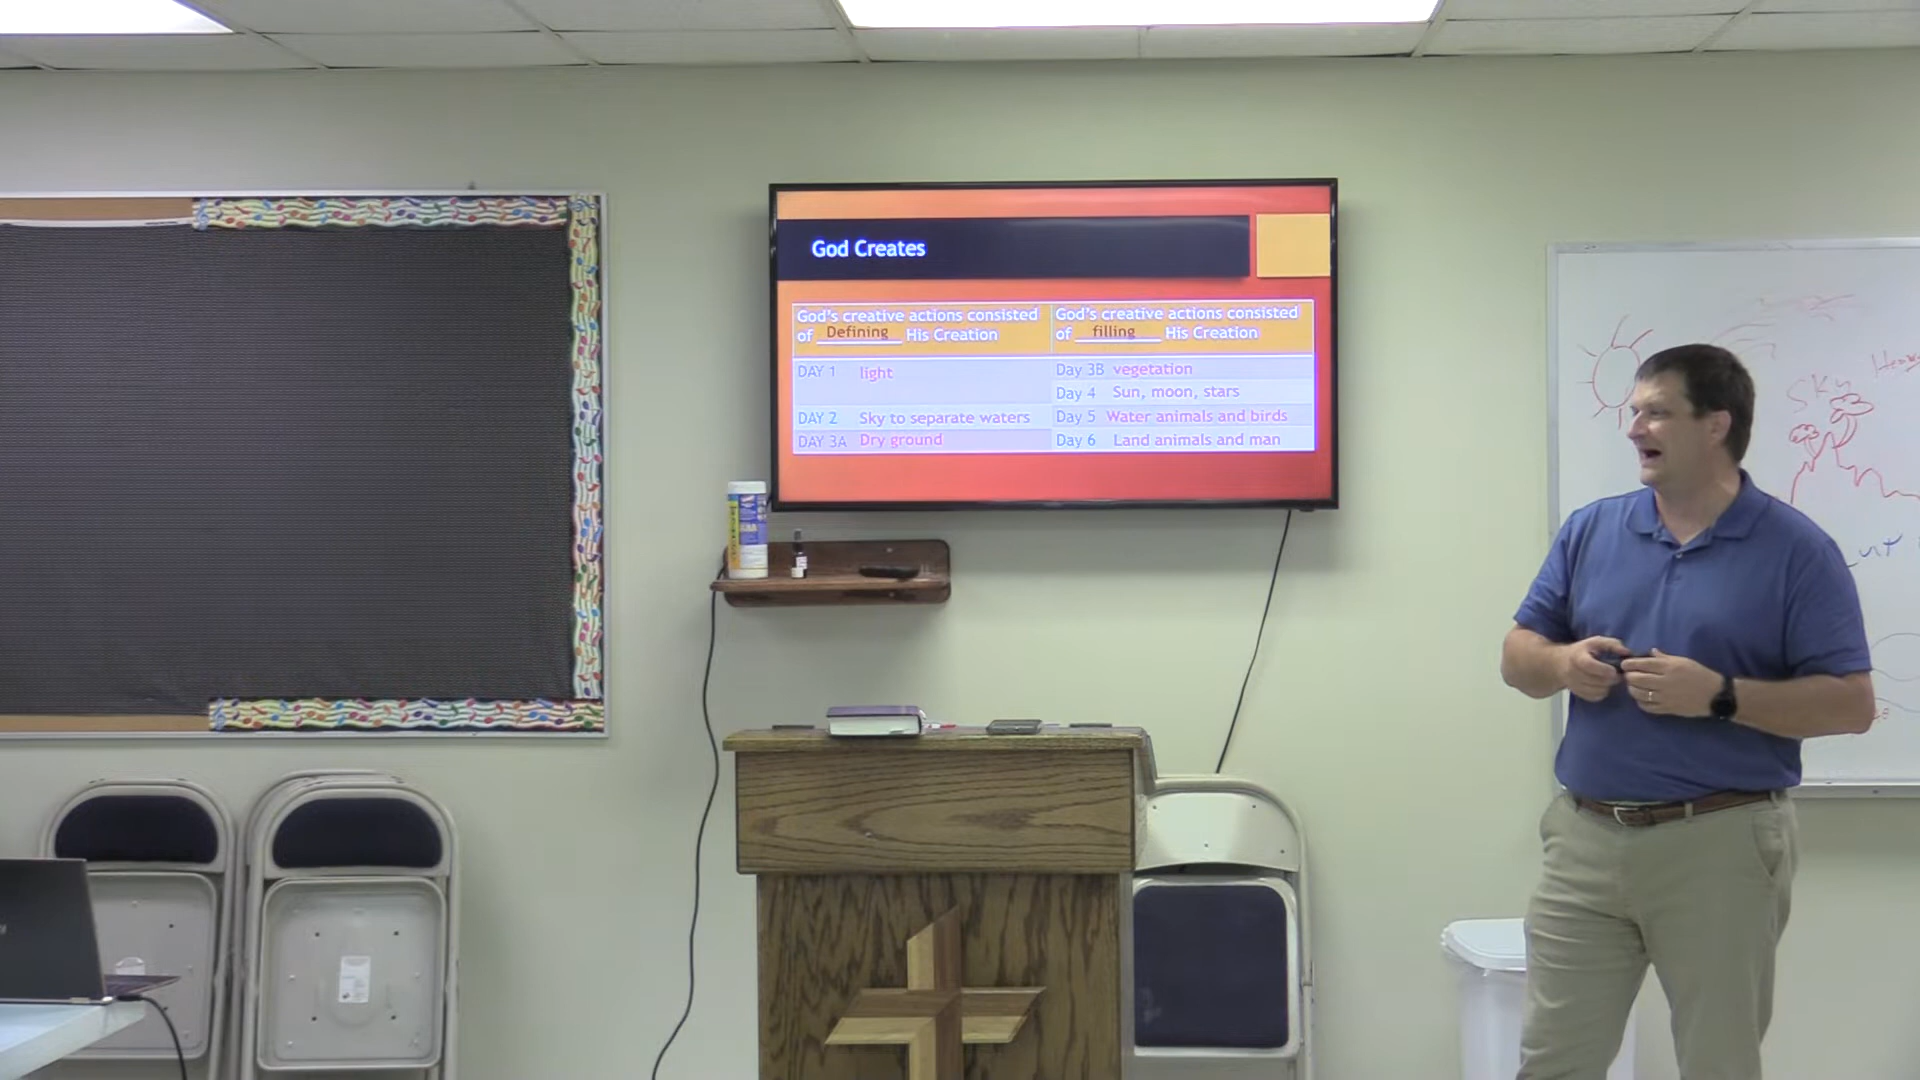 God Creates
God's creative actions consisted
of Defining His Creation
God's creative actions consisted
of filling His Creation
DAY 1 light
Day 3B vegetation
Day 4 Sun, moon, stars
DAY 2 Sky to separate waters
Day 5 Water animals and birds
DAY 3A Dry ground
Day 6 Land animals and man
Sky